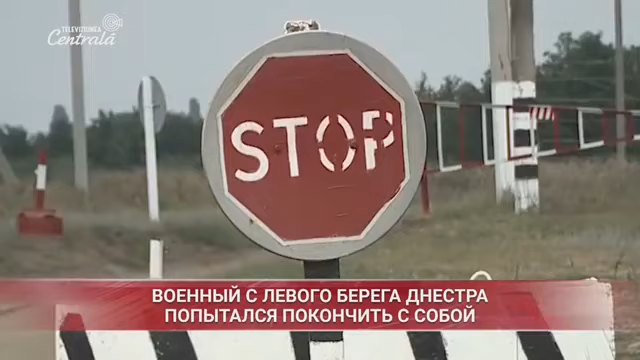 TELEVIZIUNEA
Centrală
STOP
ВОЕННЫЙ С ЛЕВОГО БЕРЕГА ДНЕСТРА
ПОПЫТАЛСЯ ПОКОНЧИТЬ С СОБОЙ